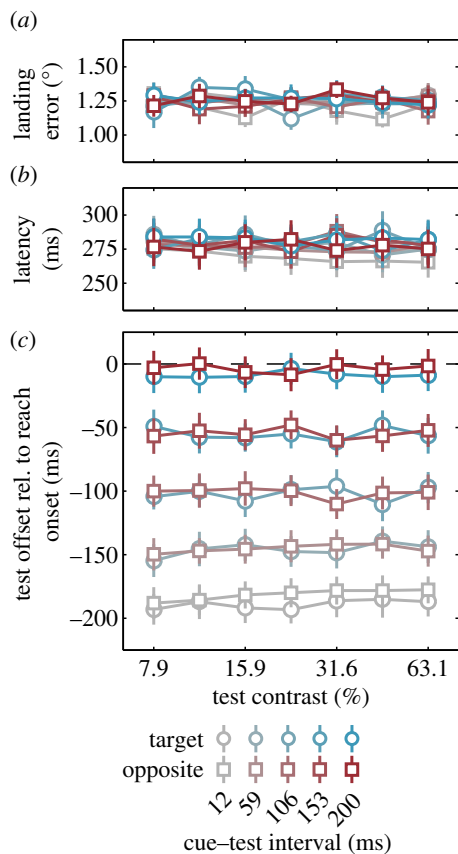 (a)
1.50
1.25
1.00
landing
error (°)
(b)
300
275
250
latency
(ms)
(c)
0
−50
−100
−150
−200
test offset rel. to reach
onset (ms)
7.9 15.9 31.6 63.1
test contrast (%)
target
opposite
12 59 106 153 200
cue–test interval (ms)